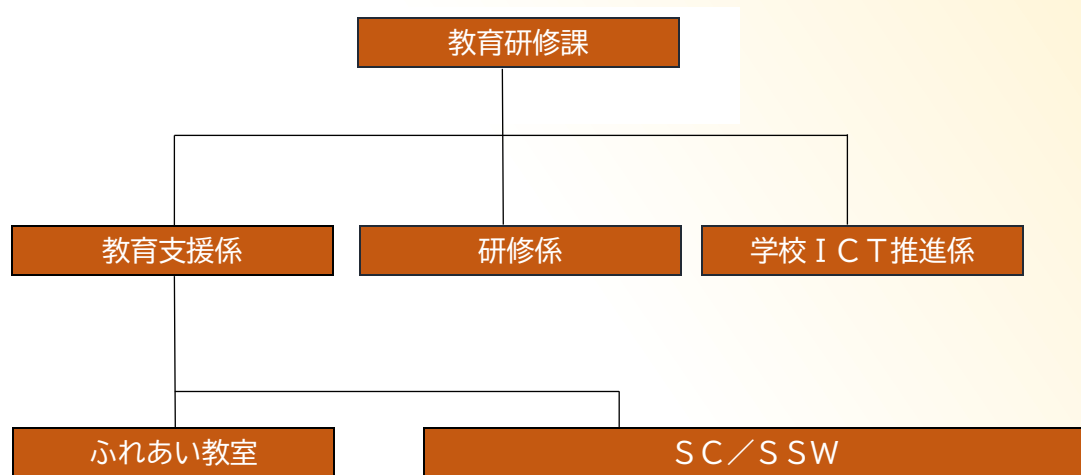 教育研修課
教育支援係
研修係
学校ＩＣＴ推進係
ふれあい教室
ＳＣ／ＳＳＷ